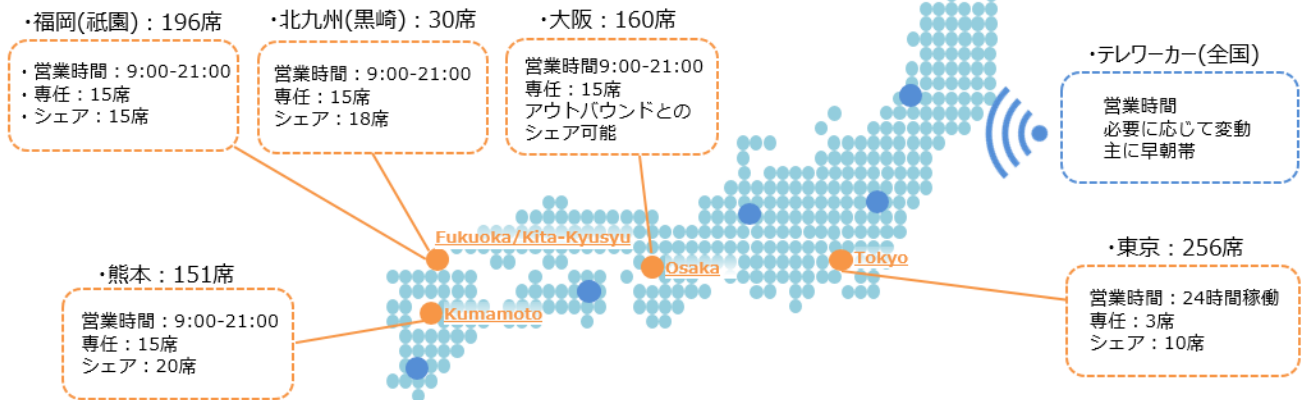 ・福岡(祇園)：196席
・営業時間：9:00-21:00
・専任：15席
・シェア：15席
・北九州(黒崎)：30席
営業時間：9:00-21:00
専任：15席
シェア：18席
・大阪：160席
営業時間9:00-21:00
専任：15席
アウトバウンドとの
シェア可能
・テレワーカー(全国)
営業時間
必要に応じて変動
主に早朝帯
Fukuoka/Kita-Kyusyu
Osaka
Tokyo
・東京：256席
営業時間：24時間稼働
専任：3席
シェア：10席
・熊本：151席
営業時間：9:00-21:00
専任：15席
シェア：20席
Kumamoto